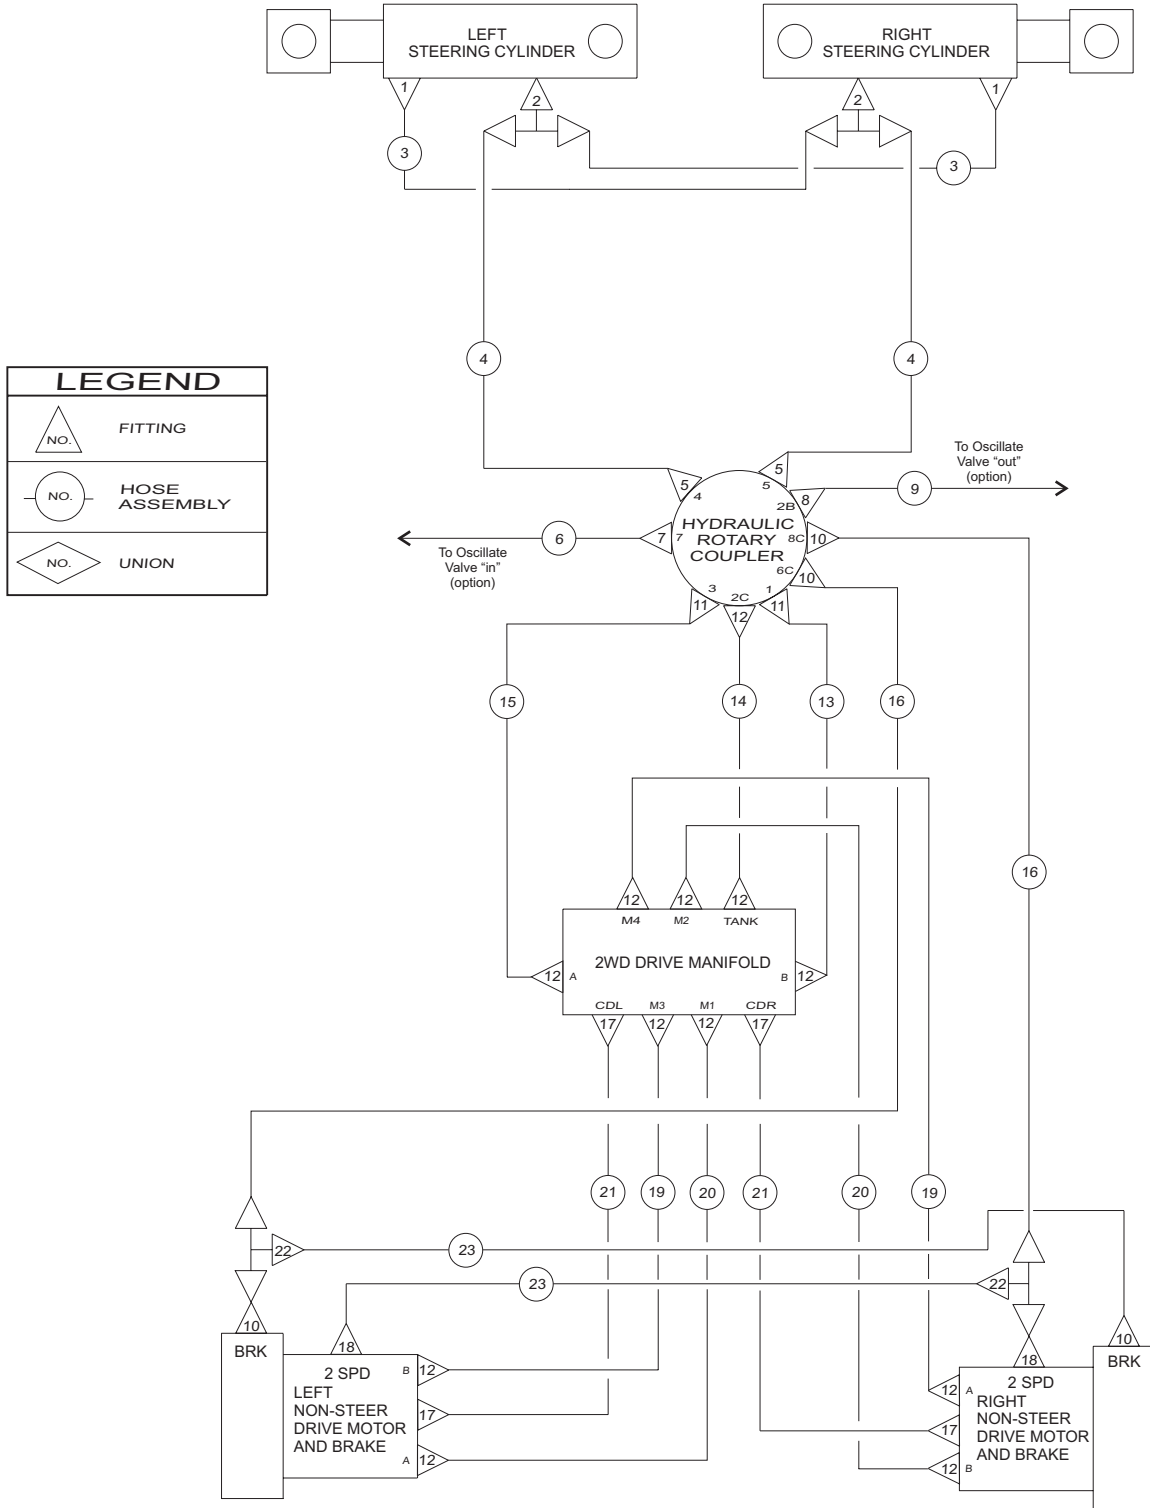 LEFT
STEERING CYLINDER
RIGHT
STEERING CYLINDER
1
2
2
1
3
3
4
4
LEGEND
NO.
FITTING
NO.
HOSE
ASSEMBLY
NO.
UNION
To Oscillate
Valve “out”
(option)
5
4
5
5
8
2B
9
HYDRAULIC
ROTARY
COUPLER
6
7
7
8C
10
To Oscillate
Valve “in”
(option)
6C
10
3
11
2C
12
1
11
15
14
13
16
16
12
12
12
M4
M2
TANK
2WD DRIVE MANIFOLD
12
A
B
12
CDL
M3
M1
CDR
17
12
12
17
21
19
20
21
20
19
22
23
23
22
10
18
18
10
BRK
2 SPD
LEFT
NON-STEER
DRIVE MOTOR
AND BRAKE
B
12
17
A
12
BRK
2 SPD
RIGHT
NON-STEER
DRIVE MOTOR
AND BRAKE
12
A
17
12
B